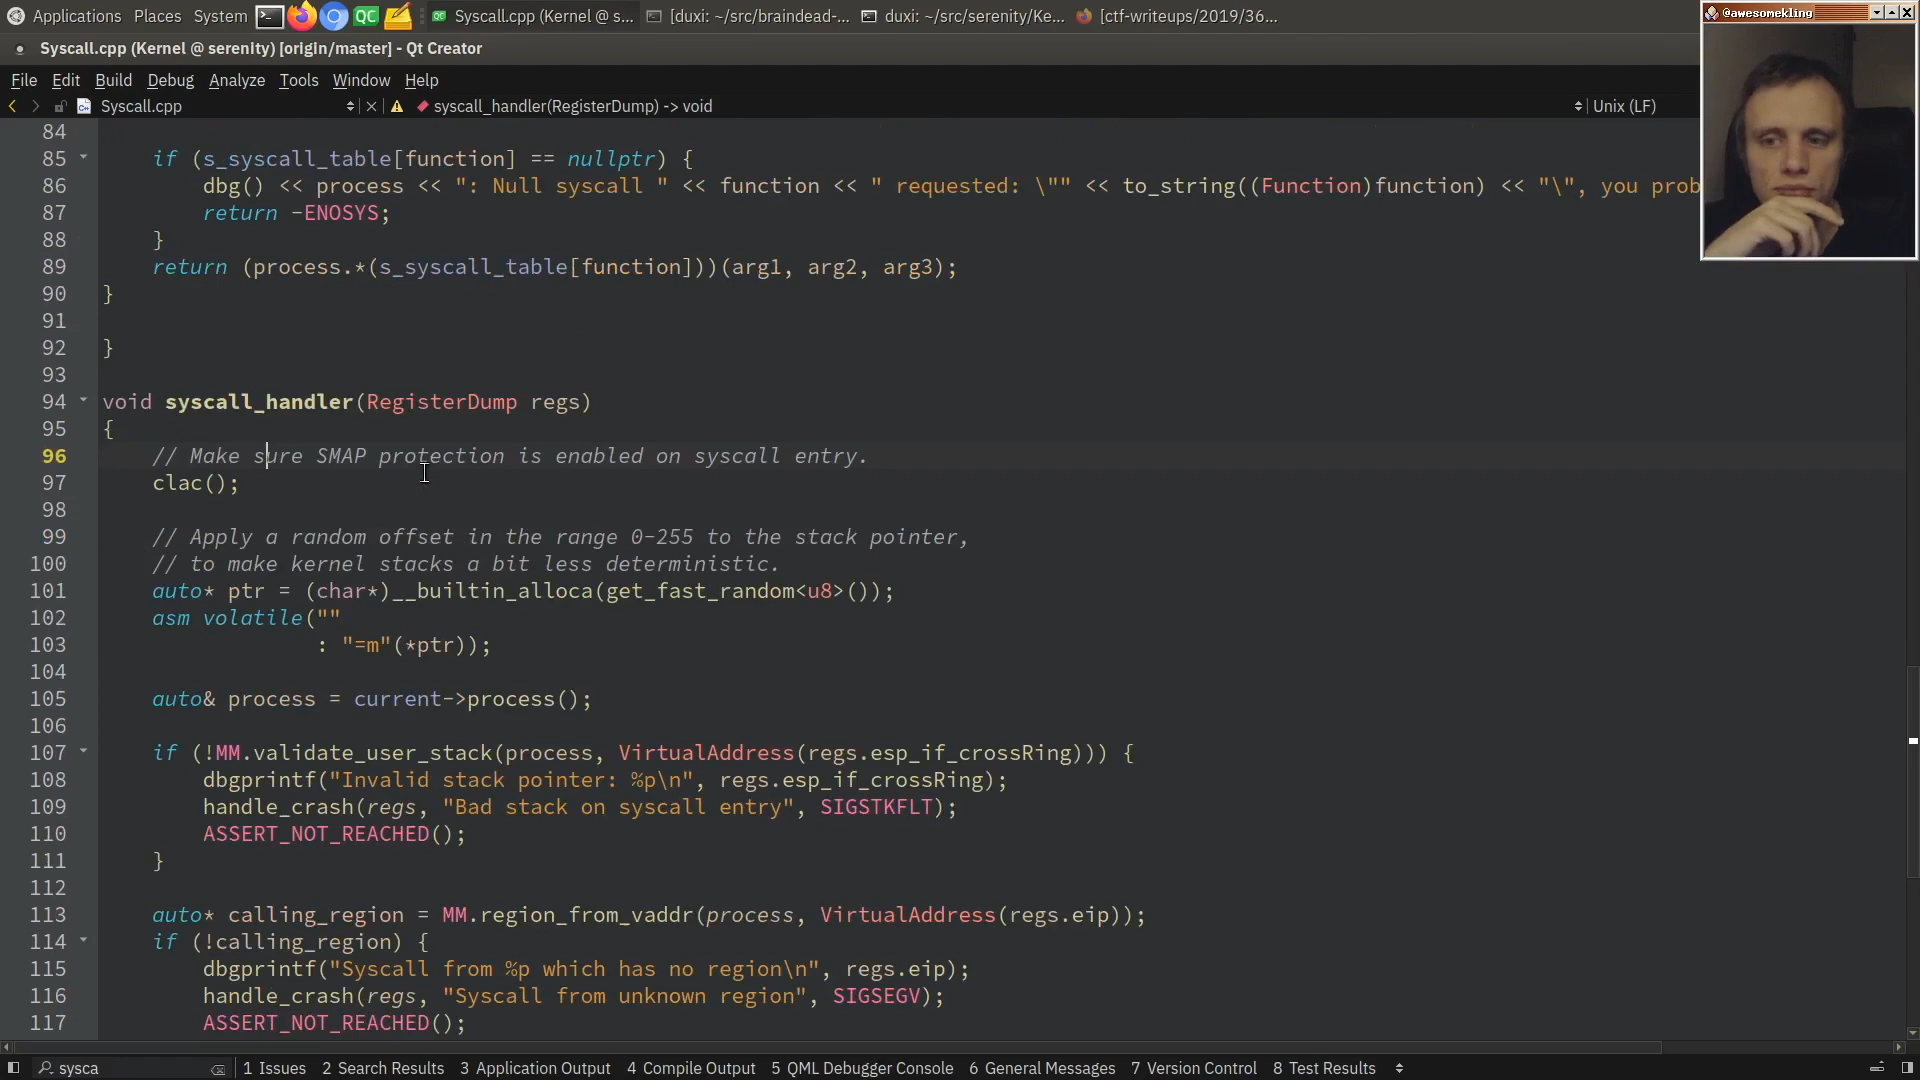 Applications Places System Syscall.cpp (Kernel @ s... [duxi: ~/src/braindead-... duxi: ~/src/serenity/Ke... [ctf-writeups/2019/36...
@awesomekling
Syscall.cpp (Kernel @ serenity) [origin/master] - Qt Creator
File Edit Build Debug Analyze Tools Window Help
Syscall.cpp syscall_handler(RegisterDump) -> void Unix (LF)
84
85 if (s_syscall_table[function] == nullptr) {
86 dbg() << process << ": Null syscall " << function << " requested: \"" << to_string((Function)function) << "\", you prob
87 return -ENOSYS;
88 }
89 return (process.*(s_syscall_table[function]))(arg1, arg2, arg3);
90 }
91
92 }
93
94 void syscall_handler(RegisterDump regs)
95 {
96 // Make sure SMAP protection is enabled on syscall entry.
97 clac();
98
99 // Apply a random offset in the range 0-255 to the stack pointer,
100 // to make kernel stacks a bit less deterministic.
101 auto* ptr = (char*)__builtin_alloca(get_fast_random<u8>());
102 asm volatile(""
103 : "=m"(*ptr));
104
105 auto& process = current->process();
106
107 if (!MM.validate_user_stack(process, VirtualAddress(regs.esp_if_crossRing))) {
108 dbgprintf("Invalid stack pointer: %p\n", regs.esp_if_crossRing);
109 handle_crash(regs, "Bad stack on syscall entry", SIGSTKFLT);
110 ASSERT_NOT_REACHED();
111 }
112
113 auto* calling_region = MM.region_from_vaddr(process, VirtualAddress(regs.eip));
114 if (!calling_region) {
115 dbgprintf("Syscall from %p which has no region\n", regs.eip);
116 handle_crash(regs, "Syscall from unknown region", SIGSEGV);
117 ASSERT_NOT_REACHED();
sysca 1 Issues 2 Search Results 3 Application Output 4 Compile Output 5 QML Debugger Console 6 General Messages 7 Version Control 8 Test Results